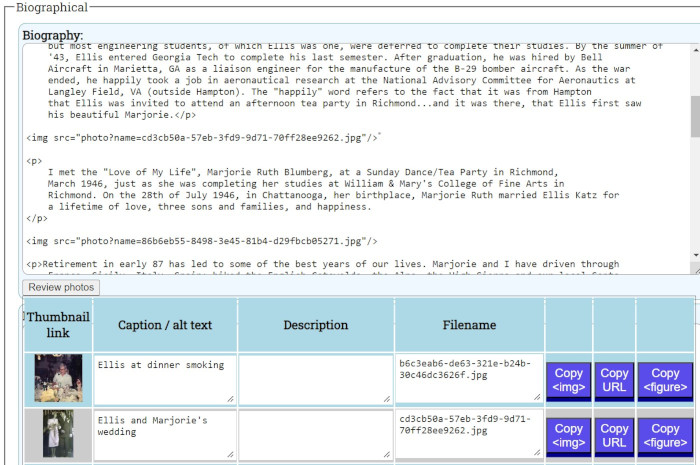 Biographical
Biography:
but most engineering students, of which Ellis was one, were deferred to complete their studies. By the summer of
'43, Ellis entered Georgia Tech to complete his last semester. After graduation, he was hired by Bell
Aircraft in Marietta, GA as a liaison engineer for the manufacture of the B-29 bomber aircraft. As the war
ended, he happily took a job in aeronautical research at the National Advisory Committee for Aeronautics at
Langley Field, VA (outside Hampton). The "happily" word refers to the fact that it was from Hampton
that Ellis was invited to attend an afternoon tea party in Richmond...and it was there, that Ellis first saw
his beautiful Marjorie.</p>
<img src="photo?name=cd3cb50a-57eb-3fd9-9d71-70ff28ee9262.jpg"/>`
<p>
I met the "Love of My Life", Marjorie Ruth Blumberg, at a Sunday Dance/Tea Party in Richmond,
March 1946, just as she was completing her studies at William & Mary's College of Fine Arts in
Richmond. On the 28th of July 1946, in Chattanooga, her birthplace, Marjorie Ruth married Ellis Katz for
a lifetime of love, three sons and families, and happiness.
</p>
<img src="photo?name=86b6eb55-8498-3e45-81b4-d29fbcb05271.jpg"/>
<p>Retirement in early 87 has led to some of the best years of our lives. Marjorie and I have driven through
Review photos
Thumbnail link
Caption / alt text
Description
Filename
Ellis at dinner smoking
b6c3eab6-de63-321e-b24b-
30c46dc3626f.jpg
Copy <img>
Copy URL
Copy <figure>
Ellis and Marjorie's
wedding
cd3cb50a-57eb-3fd9-9d71-
70ff28ee9262.jpg
Copy <img>
Copy URL
Copy <figure>